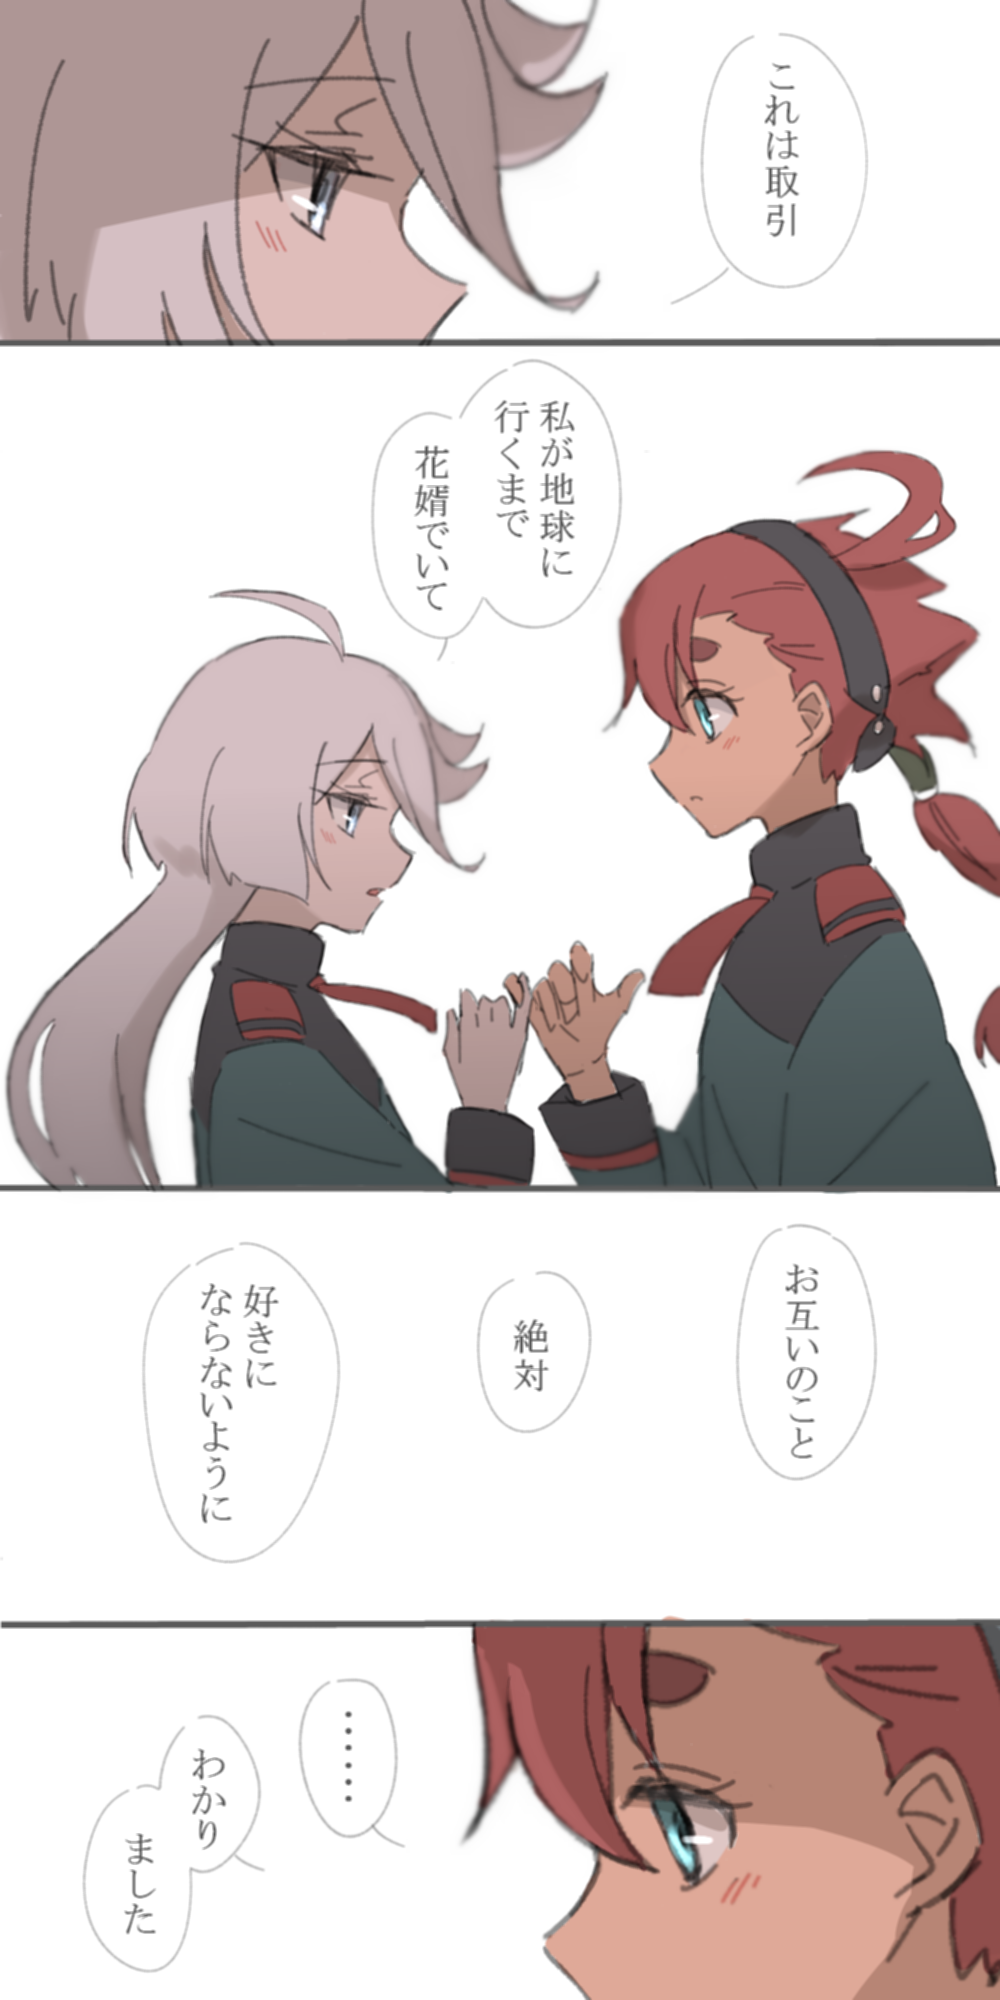 これは取引
私が地球に
行くまで
花婿でいて
お互いのこと
絶対
好きに
ならないように
……
わかり
ました